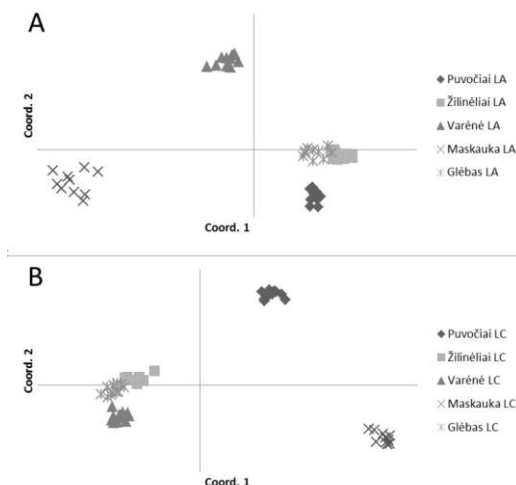 A
Coord. 2
Coord. 1
Puvočiai LA
Žilinėliai LA
Varėnė LA
Maskauka LA
Glėbas LA
B
Coord. 2
Coord. 1
Puvočiai LC
Žilinėliai LC
Varėnė LC
Maskauka LC
Glėbas LC